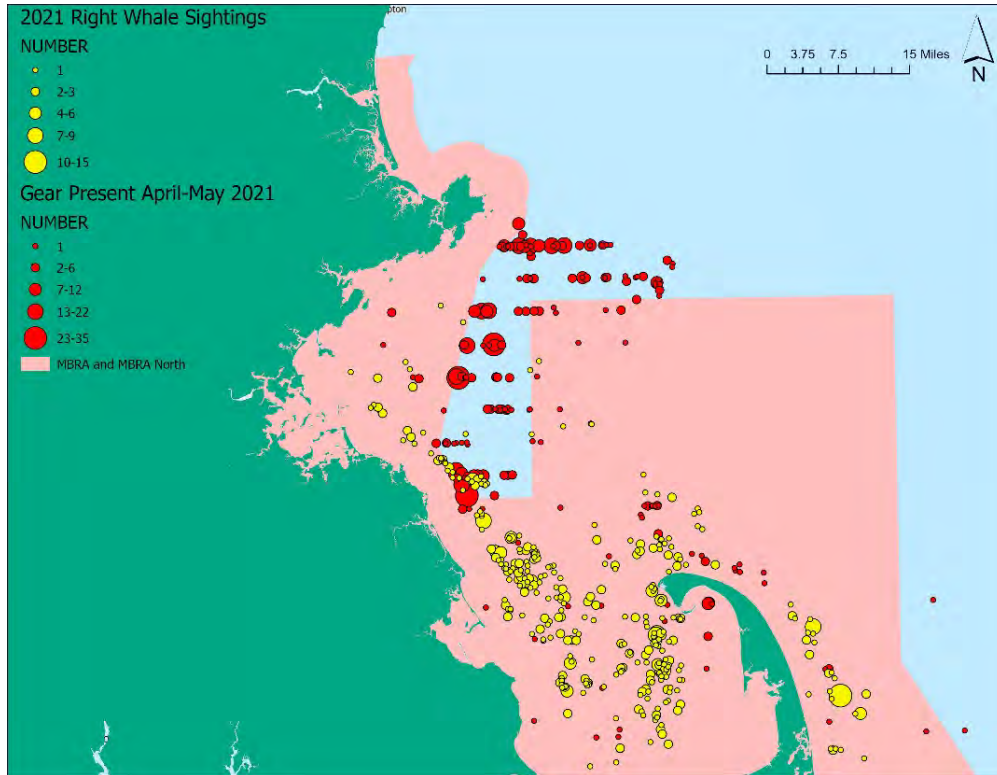 pton
2021 Right Whale Sightings
NUMBER
1
2-3
4-6
7-9
10-15
Gear Present April-May 2021
NUMBER
1
2-6
7-12
13-22
23-35
MBRA and MBRA North
0 3.75 7.5 15 Miles
N